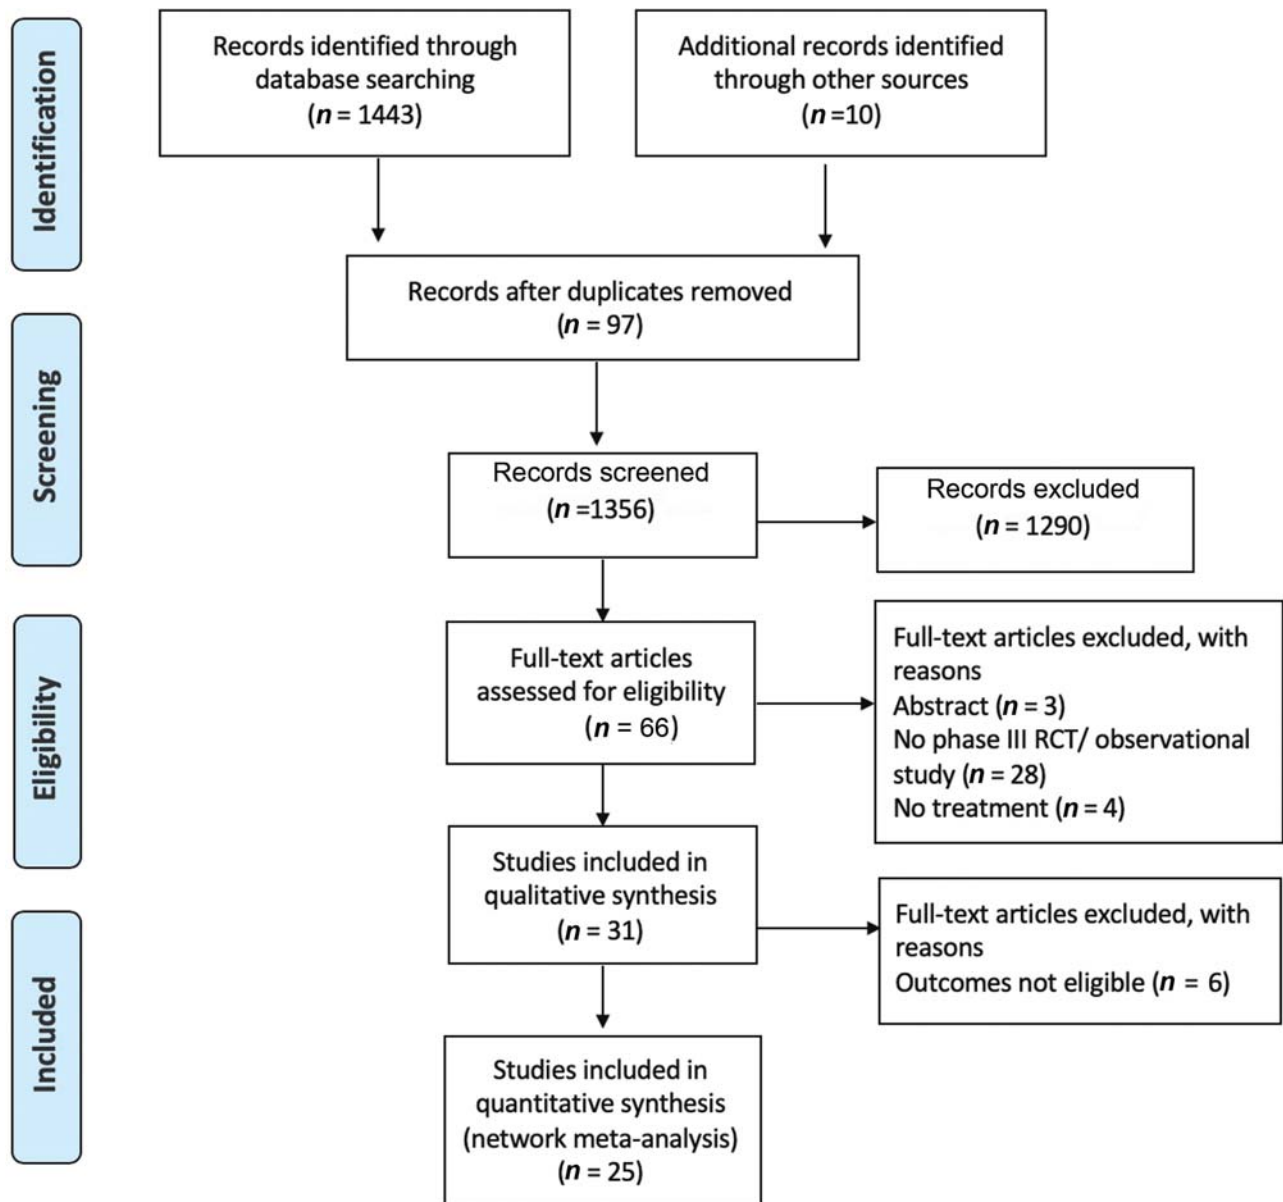 Identification
Records identified through
database searching
(n = 1443)
Additional records identified
through other sources
(n =10)
Records after duplicates removed
(n = 97)
Screening
Records screened
(n =1356)
Records excluded
(n = 1290)
Eligibility
Full-text articles
assessed for eligibility
(n = 66)
Full-text articles excluded, with
reasons
Abstract (n = 3)
No phase III RCT/ observational
study (n = 28)
No treatment (n = 4)
Studies included in
qualitative synthesis
(n = 31)
Full-text articles excluded, with
reasons
Outcomes not eligible (n = 6)
Included
Studies included in
quantitative synthesis
(network meta-analysis)
(n = 25)